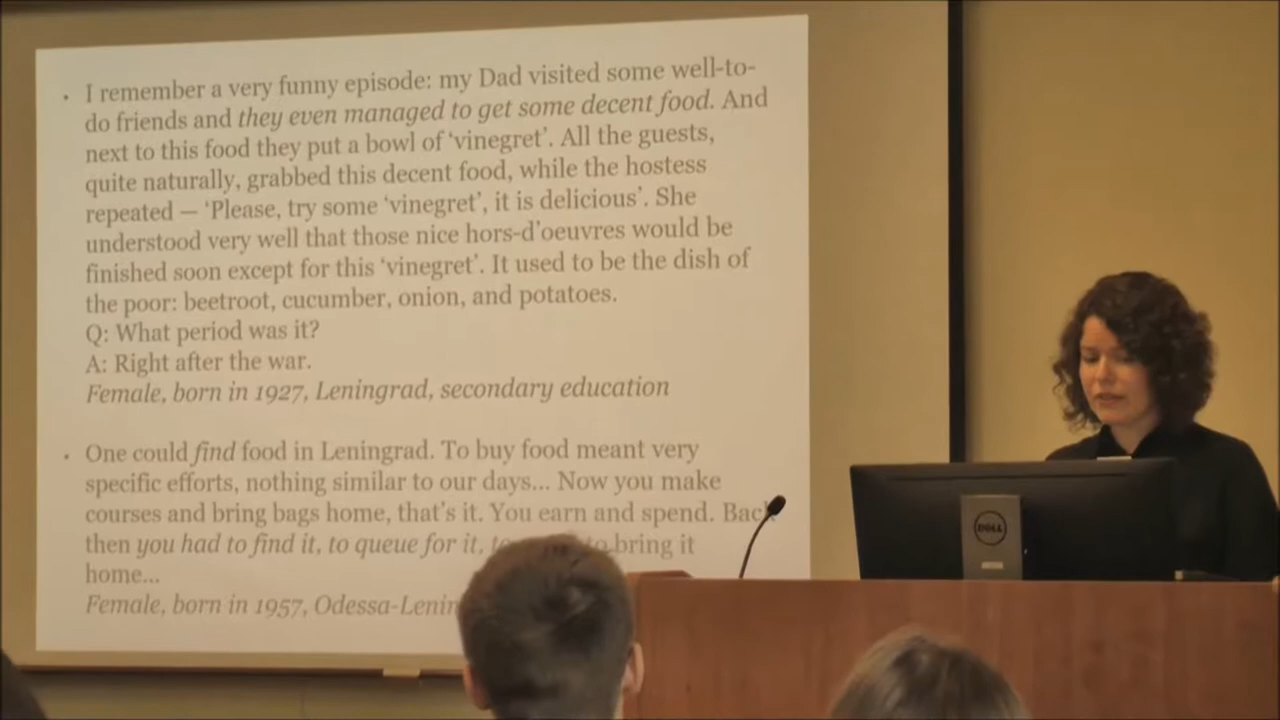 • I remember a very funny episode: my Dad visited some well-to-
do friends and they even managed to get some decent food. And
next to this food they put a bowl of ‘vinegret’. All the guests,
quite naturally, grabbed this decent food, while the hostess
repeated — ‘Please, try some ‘vinegret’, it is delicious’. She
understood very well that those nice hors-d’oeuvres would be
finished soon except for this ‘vinegret’. It used to be the dish of
the poor: beetroot, cucumber, onion, and potatoes.
Q: What period was it?
A: Right after the war.
Female, born in 1927, Leningrad, secondary education
• One could find food in Leningrad. To buy food meant very
specific efforts, nothing similar to our days... Now you make
courses and bring bags home, that’s it. You earn and spend. Back
then you had to find it, to queue for it, to bring it
home...
Female, born in 1957, Odessa-Lenin
DELL